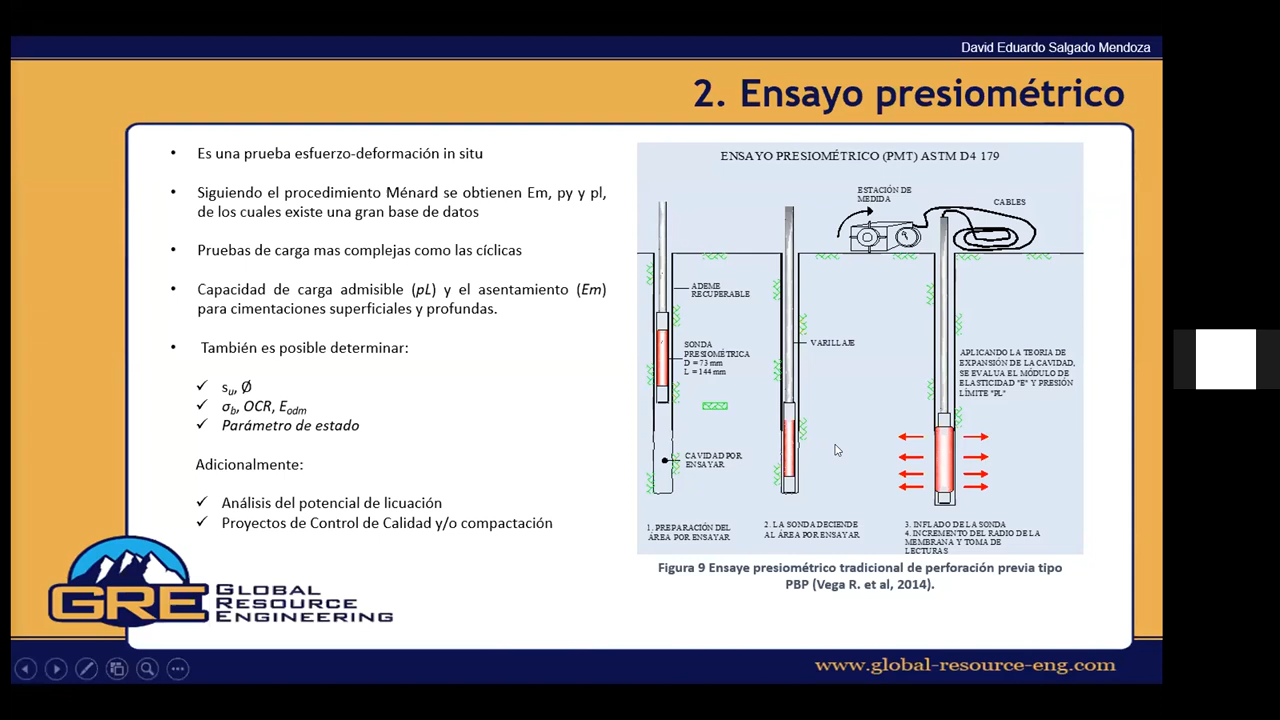 David Eduardo Salgado Mendoza
2. Ensayo presiométrico
• Es una prueba esfuerzo-deformación in situ
• Siguiendo el procedimiento Ménard se obtienen Em, py y pl,
de los cuales existe una gran base de datos
• Pruebas de carga mas complejas como las cíclicas
• Capacidad de carga admisible (pL) y el asentamiento (Em)
para cimentaciones superficiales y profundas.
• También es posible determinar:
✓ su, Ø
✓ σb, OCR, Eodm
✓ Parámetro de estado
Adicionalmente:
✓ Análisis del potencial de licuación
✓ Proyectos de Control de Calidad y/o compactación
ENSAYO PRESIOMÉTRICO (PMT) ASTM D4 179
ESTACIÓN DE
MEDIDA
CABLES
ADEME
RECUPERABLE
SONDA
PRESIOMÉTRICA
D = 73 mm
L = 144 mm
VARILLAJE
APLICANDO LA TEORIA DE
EXPANSIÓN DE LA CAVIDAD,
SE EVALUA EL MÓDULO DE
ELASTICIDAD "E" Y PRESIÓN
LÍMITE "PL"
CAVIDAD POR
ENSAYAR
1. PREPARACIÓN DEL
ÁREA POR ENSAYAR
2. LA SONDA DECIENDE
AL ÁREA POR ENSAYAR
3. INFLADO DE LA SONDA
4. INCREMENTO DEL RADIO DE LA
MEMBRANA Y TOMA DE
LECTURAS
Figura 9 Ensaye presiométrico tradicional de perforación previa tipo
PBP (Vega R. et al, 2014).
GRE
GLOBAL
RESOURCE
ENGINEERING
www.global-resource-eng.com